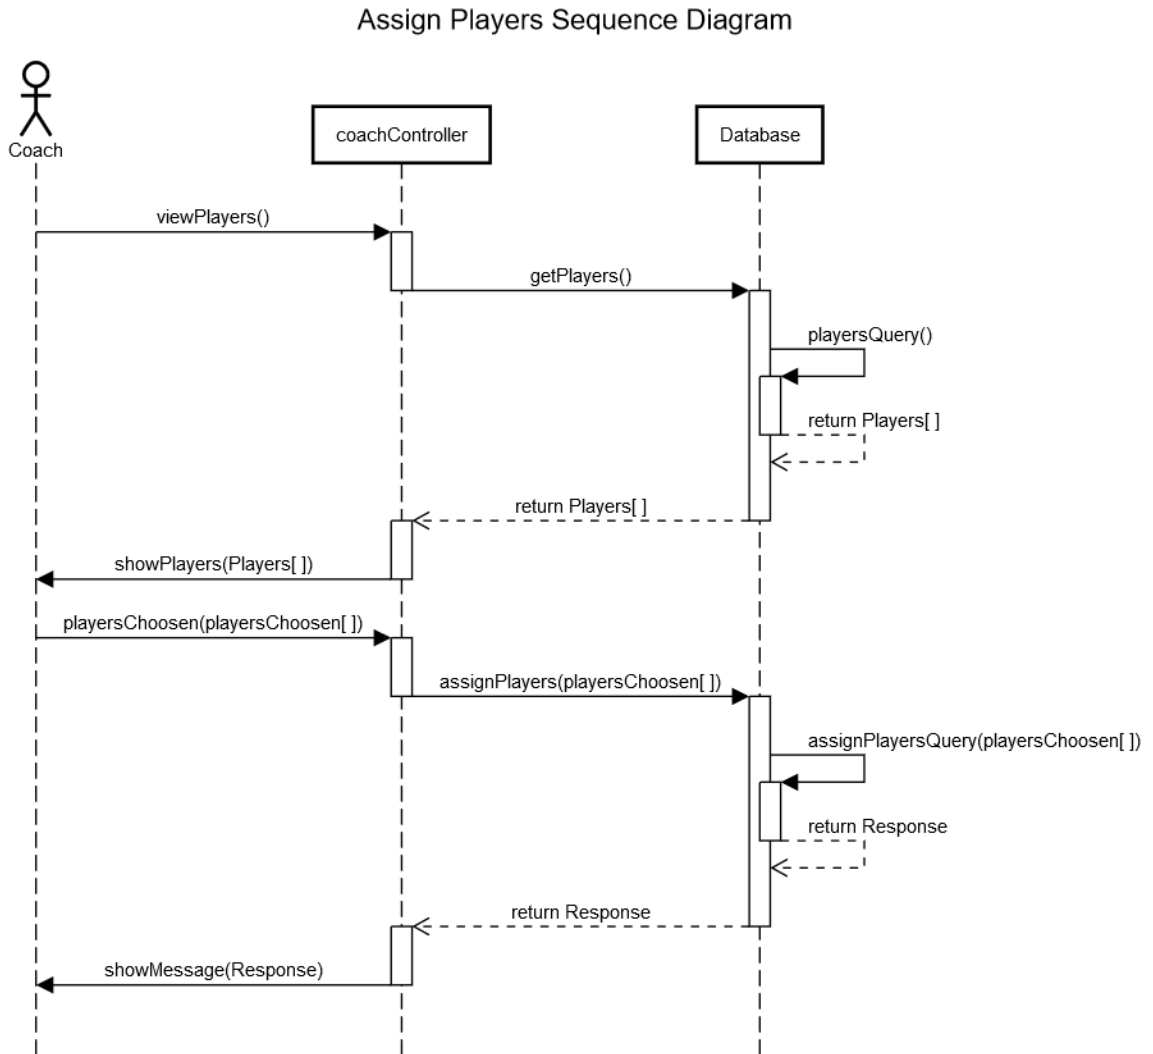 Assign Players Sequence Diagram
Coach
coachController
Database
viewPlayers()
getPlayers()
playersQuery()
return Players[ ]
return Players[ ]
showPlayers(Players[ ])
playersChoosen(playersChoosen[ ])
assignPlayers(playersChoosen[ ])
assignPlayersQuery(playersChoosen[ ])
return Response
return Response
showMessage(Response)